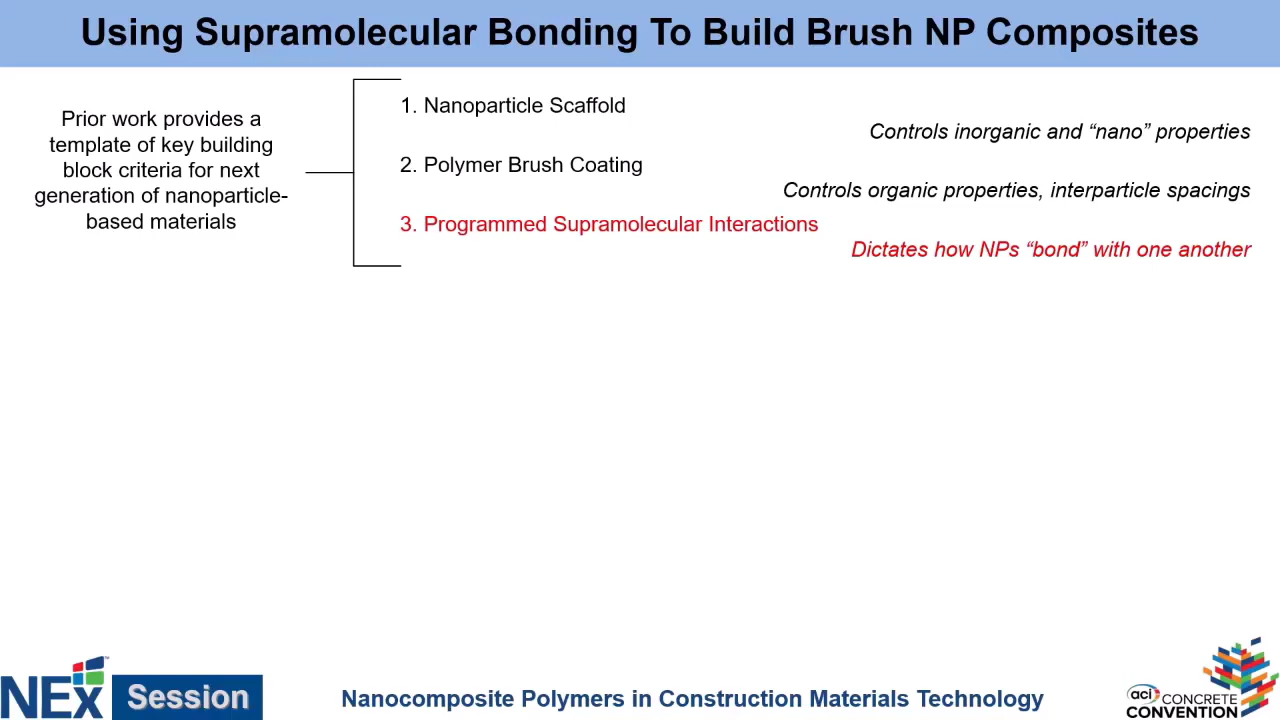 Using Supramolecular Bonding To Build Brush NP Composites
Prior work provides a
template of key building
block criteria for next
generation of nanoparticle-
based materials
1. Nanoparticle Scaffold
Controls inorganic and “nano” properties
2. Polymer Brush Coating
Controls organic properties, interparticle spacings
3. Programmed Supramolecular Interactions
Dictates how NPs “bond” with one another
NEx
™
Session
Nanocomposite Polymers in Construction Materials Technology
aci
CONCRETE
CONVENTION